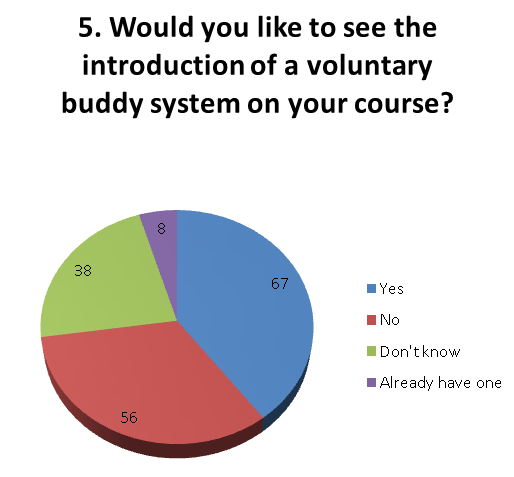 5. Would you like to see the
introduction of a voluntary
buddy system on your course?
8
38
67
56
Yes
No
Don't know
Already have one